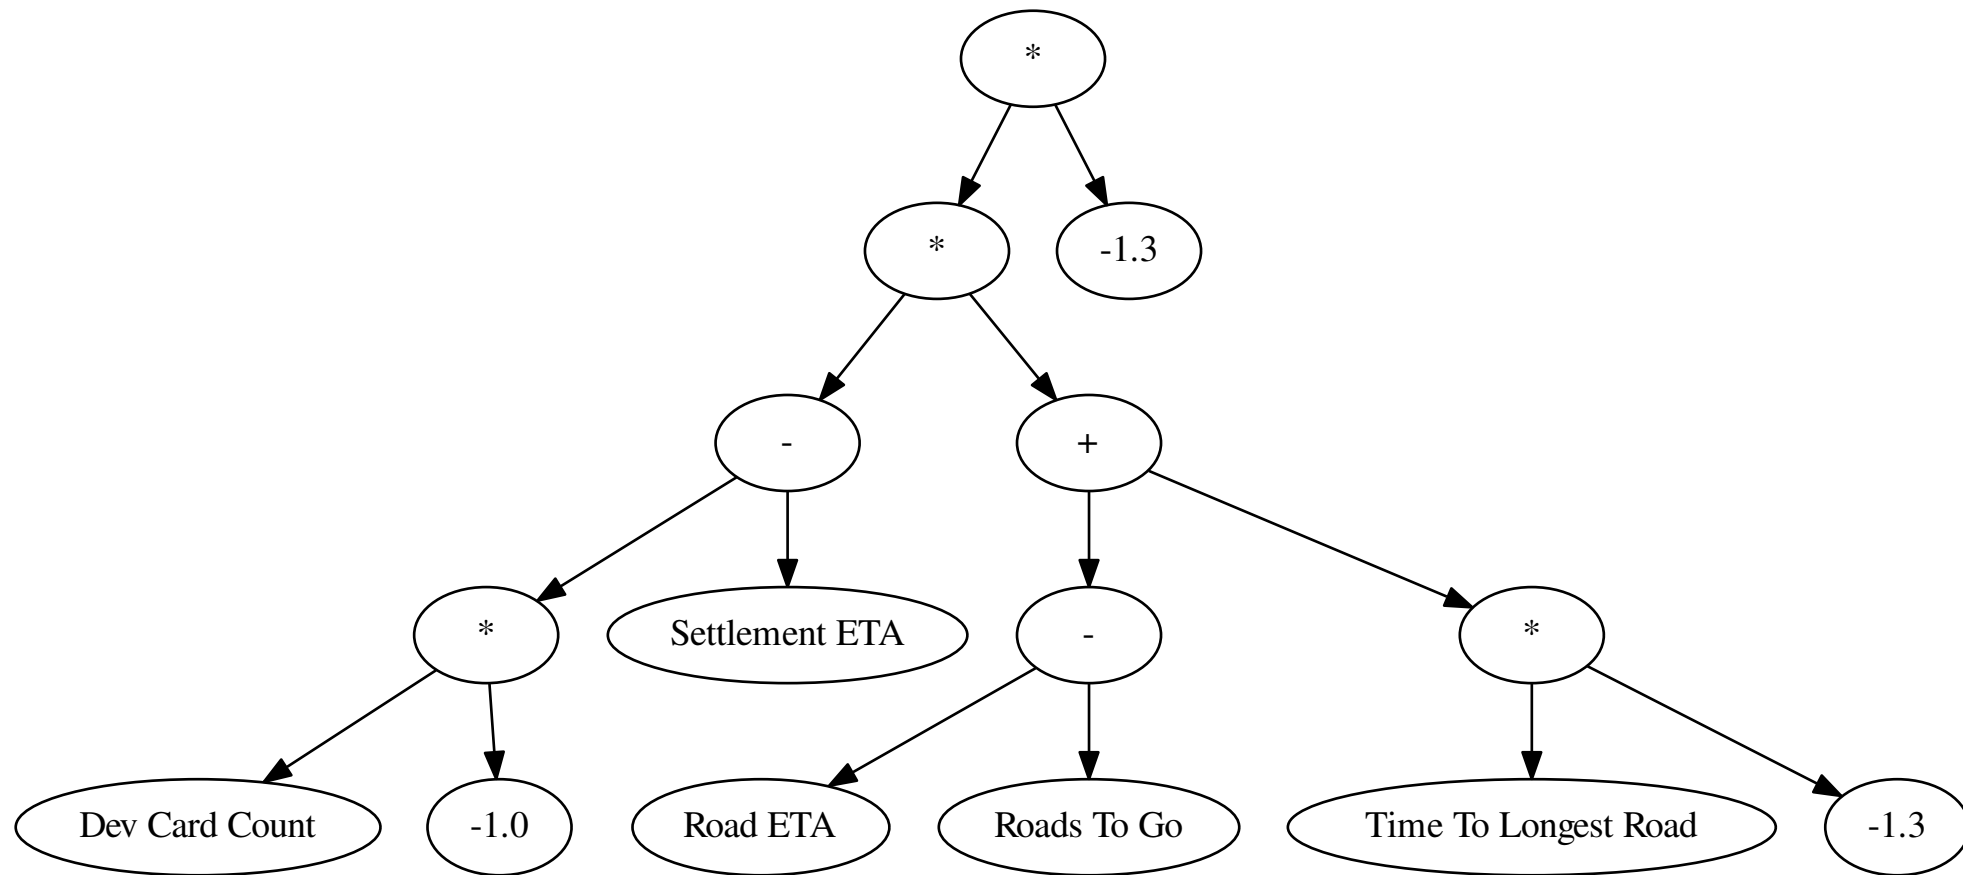 *
*
-1.3
-
+
*
Settlement ETA
-
*
Dev Card Count
-1.0
Road ETA
Roads To Go
Time To Longest Road
-1.3